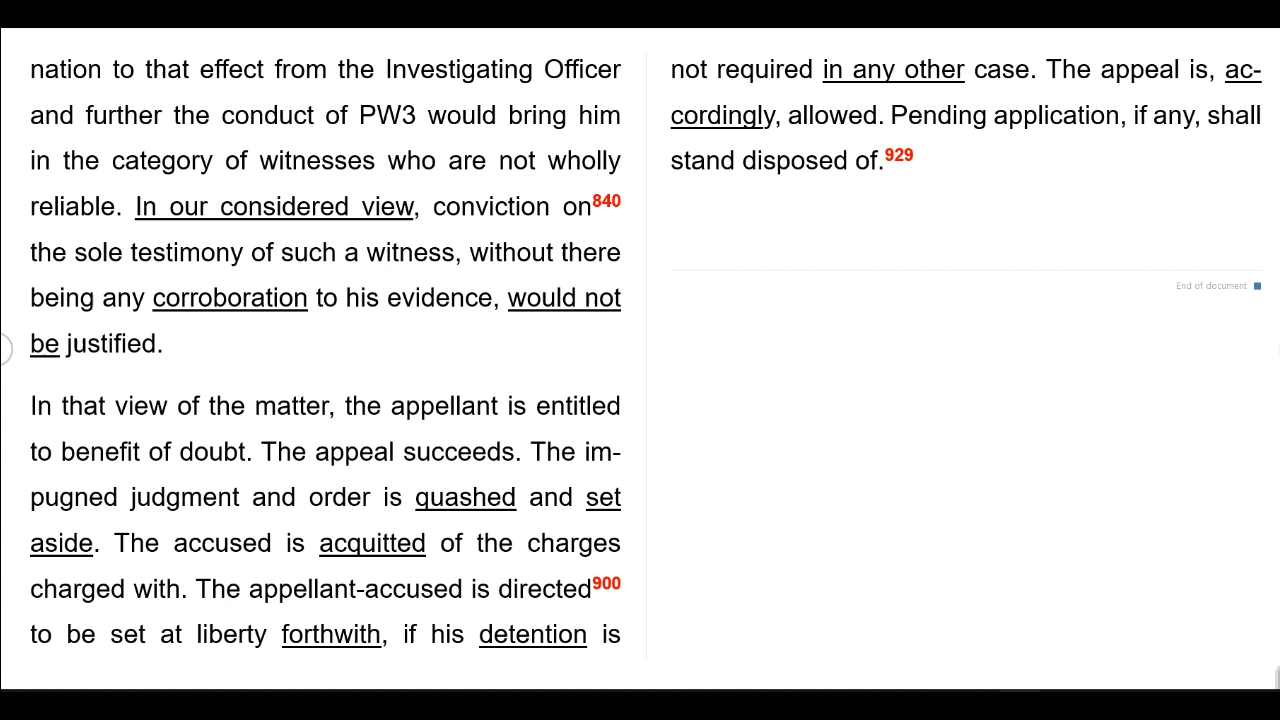 nation to that effect from the Investigating Officer
and further the conduct of PW3 would bring him
in the category of witnesses who are not wholly
reliable. In our considered view, conviction on840
the sole testimony of such a witness, without there
being any corroboration to his evidence, would not
be justified.
In that view of the matter, the appellant is entitled
to benefit of doubt. The appeal succeeds. The im-
pugned judgment and order is quashed and set
aside. The accused is acquitted of the charges
charged with. The appellant-accused is directed900
to be set at liberty forthwith, if his detention is
not required in any other case. The appeal is, ac-
cordingly, allowed. Pending application, if any, shall
stand disposed of.929
End of document